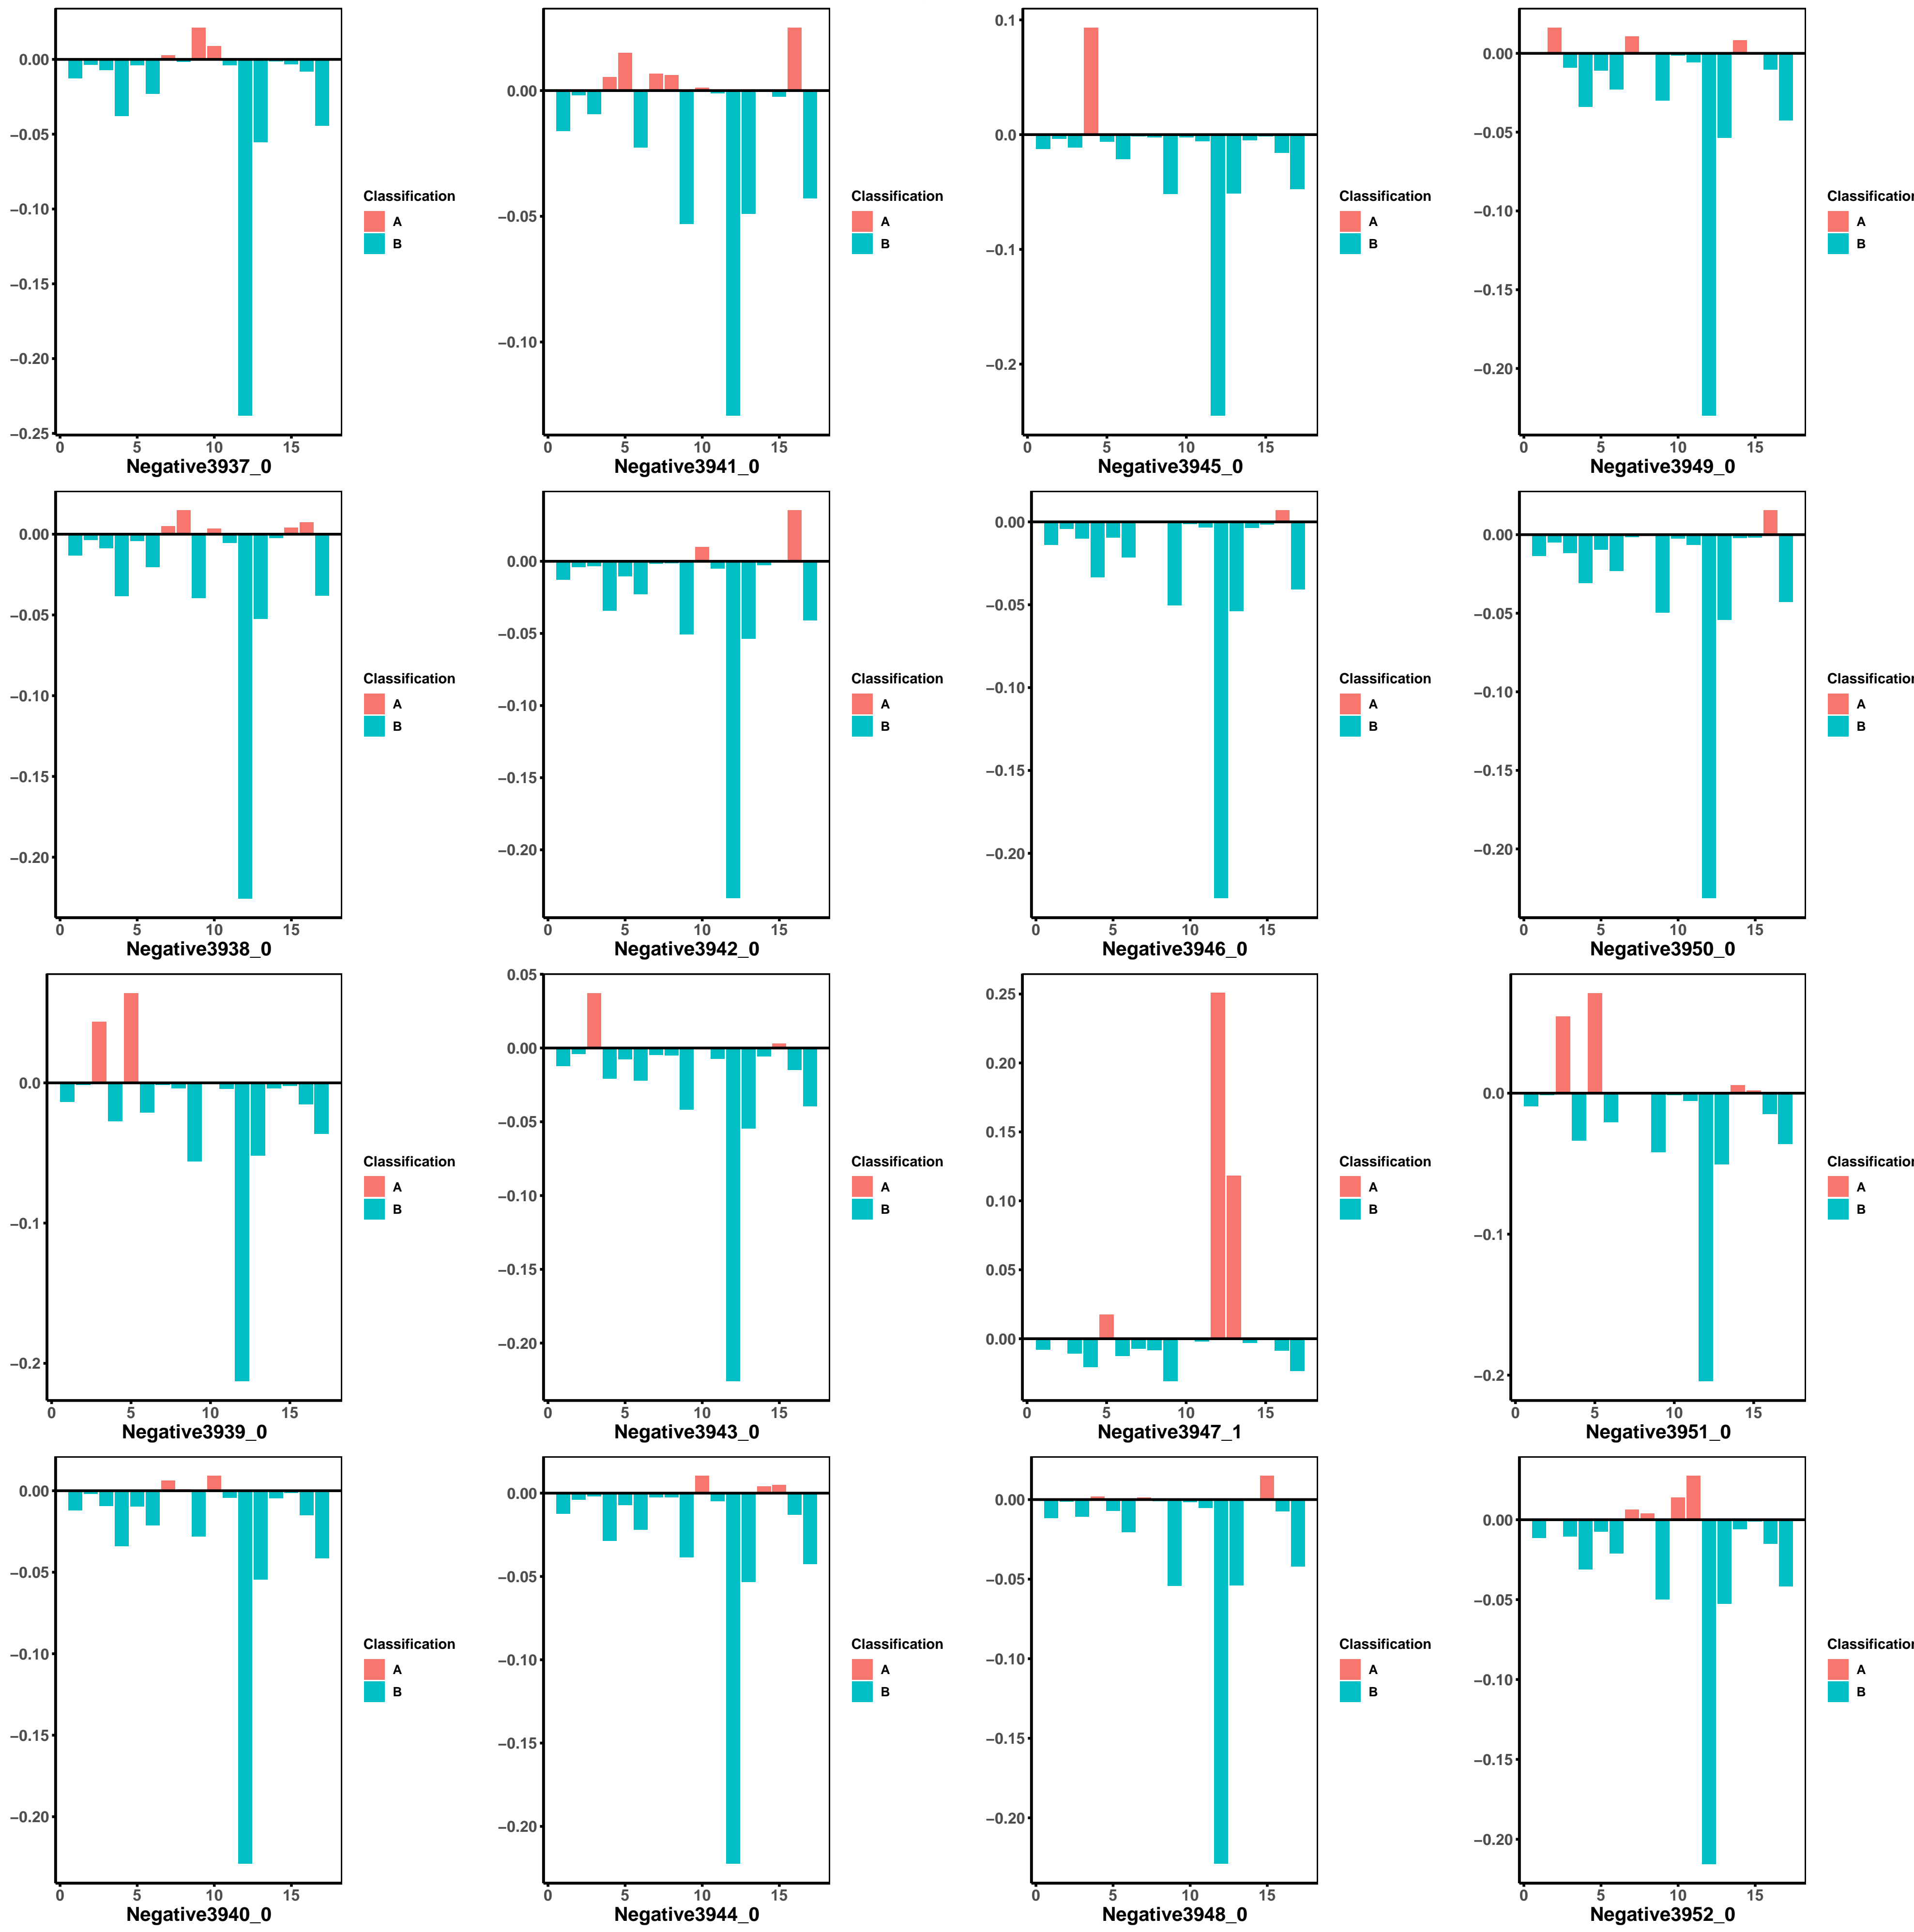 0.00
−0.05
−0.10
−0.15
−0.20
−0.25
0 5 10 15
Negative3937_0
Classification
A
B
0.00
−0.05
−0.10
0 5 10 15
Negative3941_0
Classification
A
B
0.1
0.0
−0.1
−0.2
0 5 10 15
Negative3945_0
Classification
A
B
0.00
−0.05
−0.10
−0.15
−0.20
0 5 10 15
Negative3949_0
Classification
A
B
0.00
−0.05
−0.10
−0.15
−0.20
0 5 10 15
Negative3938_0
Classification
A
B
0.00
−0.05
−0.10
−0.15
−0.20
0 5 10 15
Negative3942_0
Classification
A
B
0.00
−0.05
−0.10
−0.15
−0.20
0 5 10 15
Negative3946_0
Classification
A
B
0.00
−0.05
−0.10
−0.15
−0.20
0 5 10 15
Negative3950_0
Classification
A
B
0.0
−0.1
−0.2
0 5 10 15
Negative3939_0
Classification
A
B
0.05
0.00
−0.05
−0.10
−0.15
−0.20
0 5 10 15
Negative3943_0
Classification
A
B
0.25
0.20
0.15
0.10
0.05
0.00
0 5 10 15
Negative3947_1
Classification
A
B
0.0
−0.1
−0.2
0 5 10 15
Negative3951_0
Classification
A
B
0.00
−0.05
−0.10
−0.15
−0.20
0 5 10 15
Negative3940_0
Classification
A
B
0.00
−0.05
−0.10
−0.15
−0.20
0 5 10 15
Negative3944_0
Classification
A
B
0.00
−0.05
−0.10
−0.15
−0.20
0 5 10 15
Negative3948_0
Classification
A
B
0.00
−0.05
−0.10
−0.15
−0.20
0 5 10 15
Negative3952_0
Classification
A
B